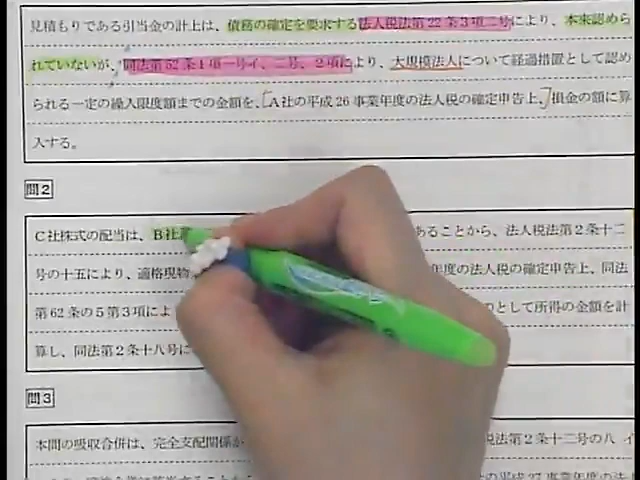 見積もりである引当金の計上は、債務の確定を要求する法人税法第22条3項二号により、本来認めら
れていないが、同法第52条1項一号イ、二号、2項により、大規模法人について経過措置として認め
られる一定の繰入限度額までの金額を、A社の平成26事業年度の法人税の確定申告上、損金の額に算
入する。
問2
C社株式の配当は、B社 あることから、法人税法第2条十二
号の十五により、適格現物 年度の法人税の確定申告上、同法
第62条の5第3項によ として所得の金額を計
算し、同法第2条十八号に
問3
本問の吸収合併は、完全支配関係が 税法第2条十二号の八